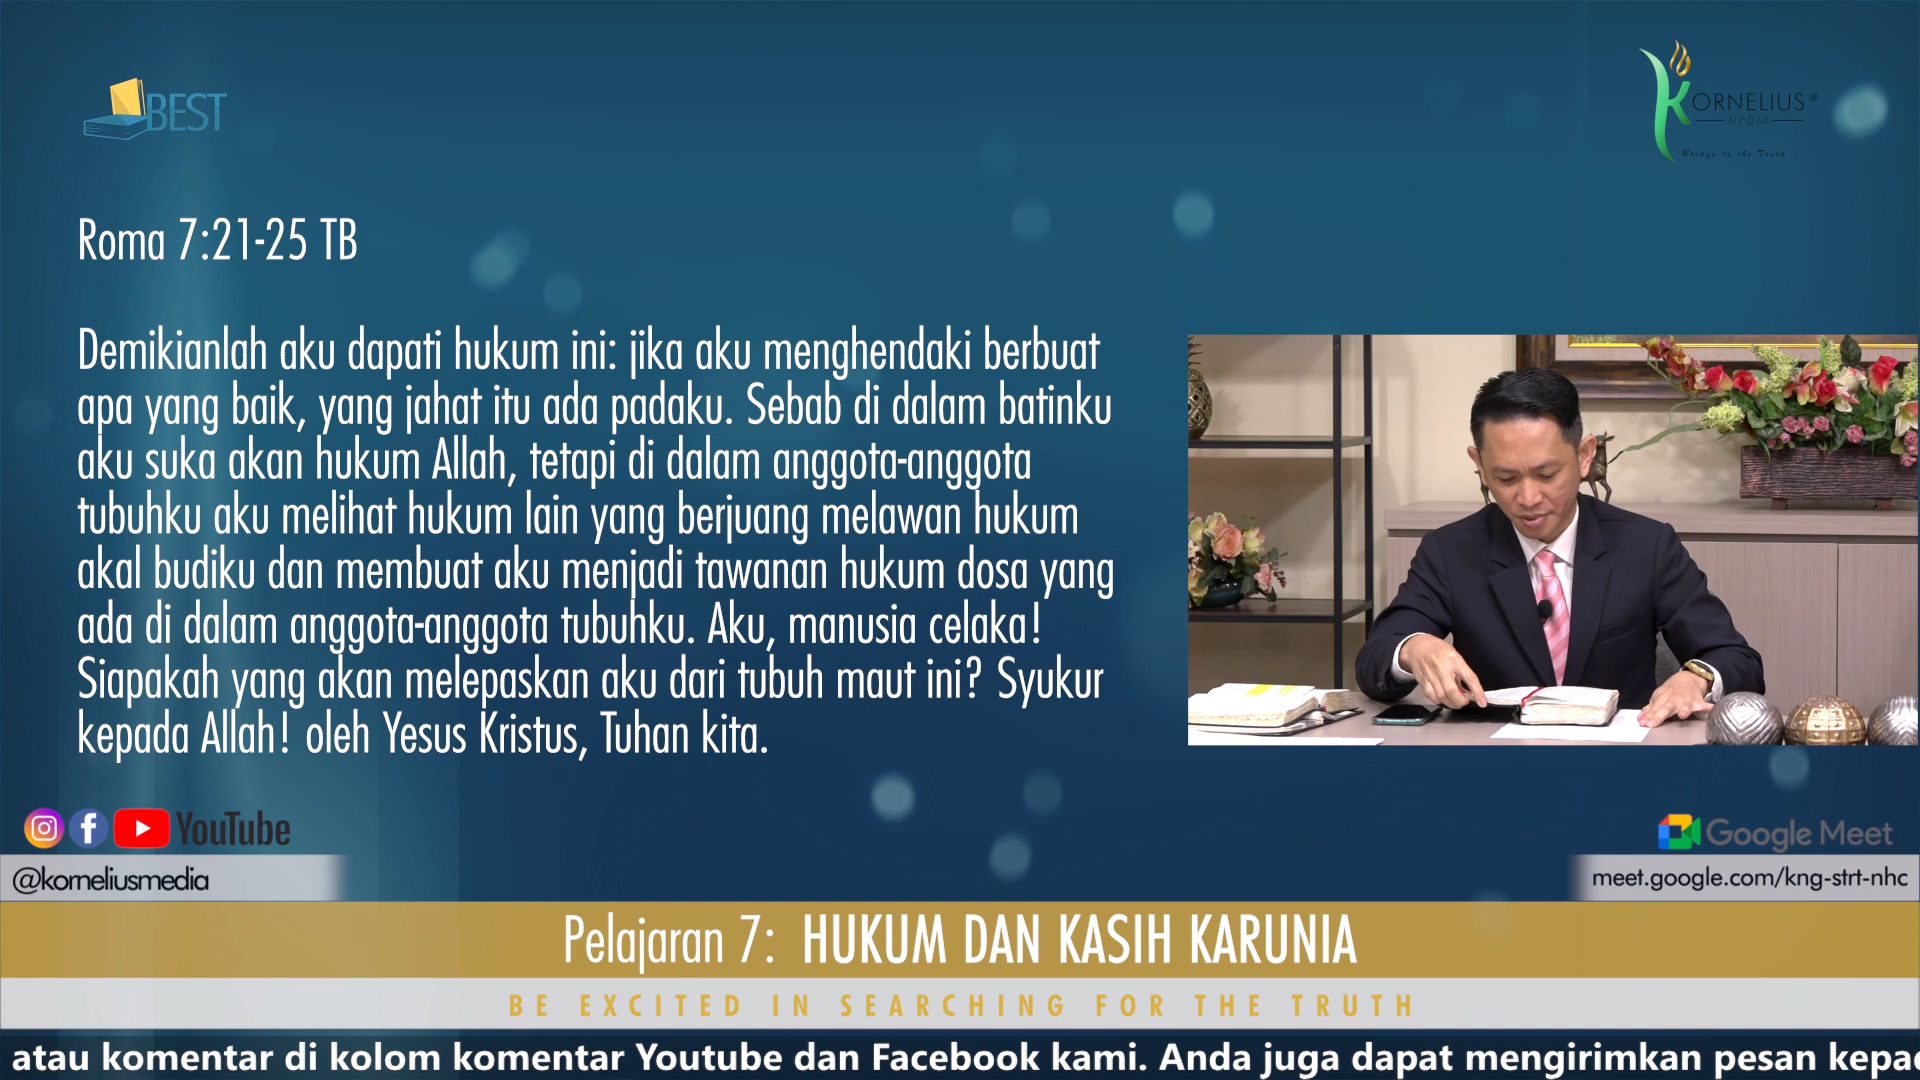 BEST
KORNELIUS®
MEDIA
Bridge to the Truth
Roma 7:21-25 TB
Demikianlah aku dapati hukum ini: jika aku menghendaki berbuat
apa yang baik, yang jahat itu ada padaku. Sebab di dalam batinku
aku suka akan hukum Allah, tetapi di dalam anggota-anggota
tubuhku aku melihat hukum lain yang berjuang melawan hukum
akal budiku dan membuat aku menjadi tawanan hukum dosa yang
ada di dalam anggota-anggota tubuhku. Aku, manusia celaka!
Siapakah yang akan melepaskan aku dari tubuh maut ini? Syukur
kepada Allah! oleh Yesus Kristus, Tuhan kita.
YouTube
@korneliusmedia
Google Meet
meet.google.com/kng-strt-nhc
Pelajaran 7: HUKUM DAN KASIH KARUNIA
BE EXCITED IN SEARCHING FOR THE TRUTH
atau komentar di kolom komentar Youtube dan Facebook kami. Anda juga dapat mengirimkan pesan kepad